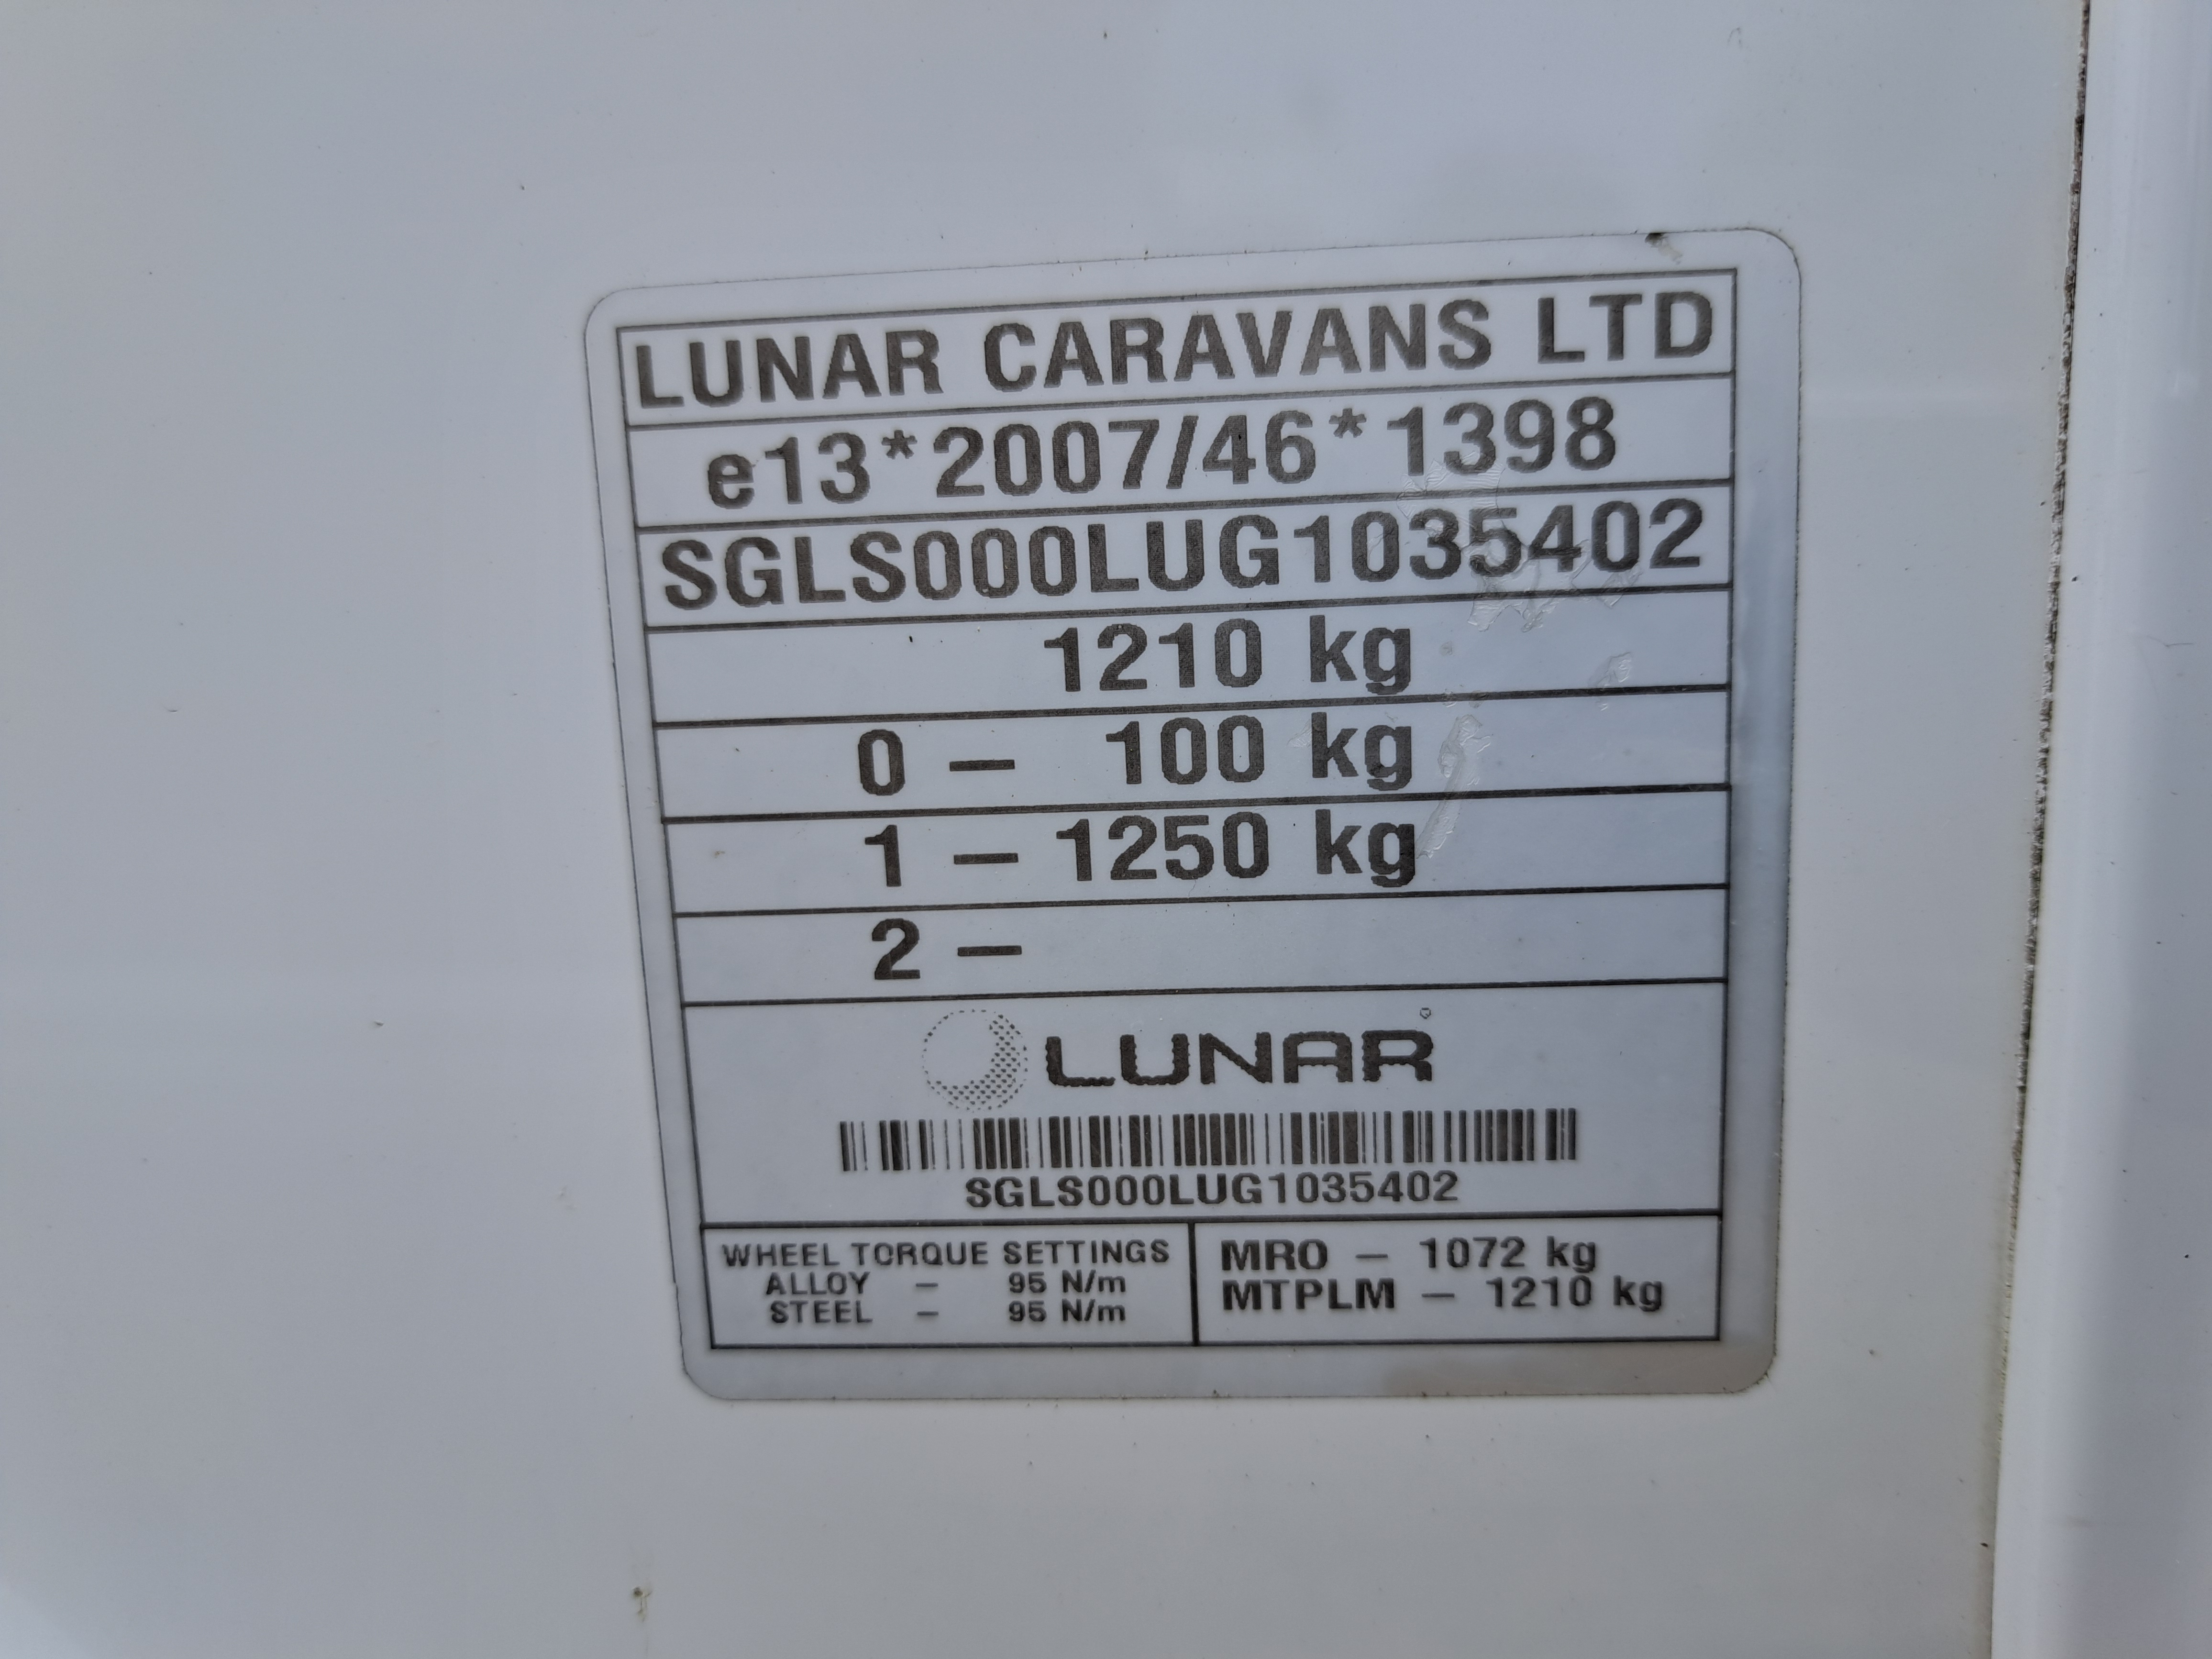 LUNAR CARAVANS LTD
e13*2007/46*1398
SGLS000LUG1035402
1210 kg
0 – 100 kg
1 – 1250 kg
2 –
LUNAR
SGLS000LUG1035402
WHEEL TORQUE SETTINGS
ALLOY – 95 N/m
STEEL – 95 N/m
MRO – 1072 kg
MTPLM – 1210 kg